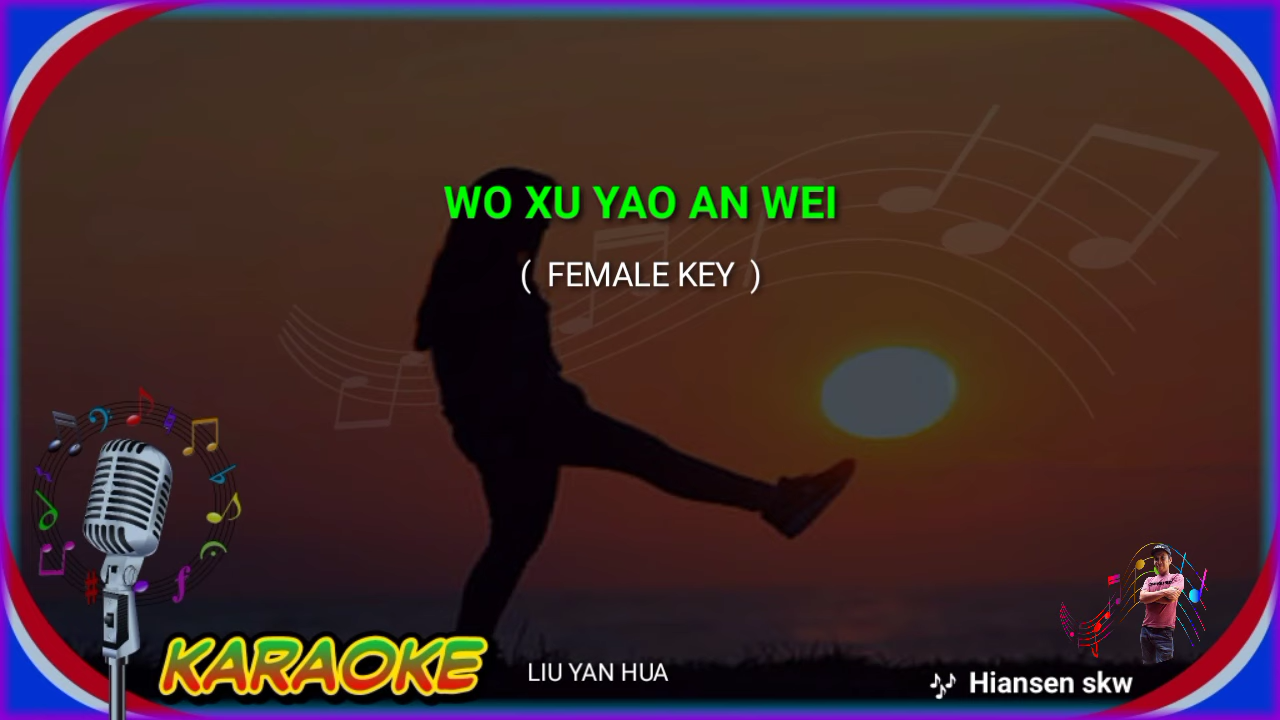 WO XU YAO AN WEI
( FEMALE KEY )
KARAOKE
LIU YAN HUA
Hiansen skw